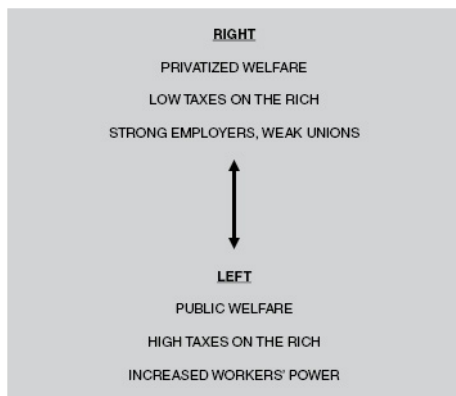 RIGHT
PRIVATIZED WELFARE
LOW TAXES ON THE RICH
STRONG EMPLOYERS, WEAK UNIONS
LEFT
PUBLIC WELFARE
HIGH TAXES ON THE RICH
INCREASED WORKERS' POWER